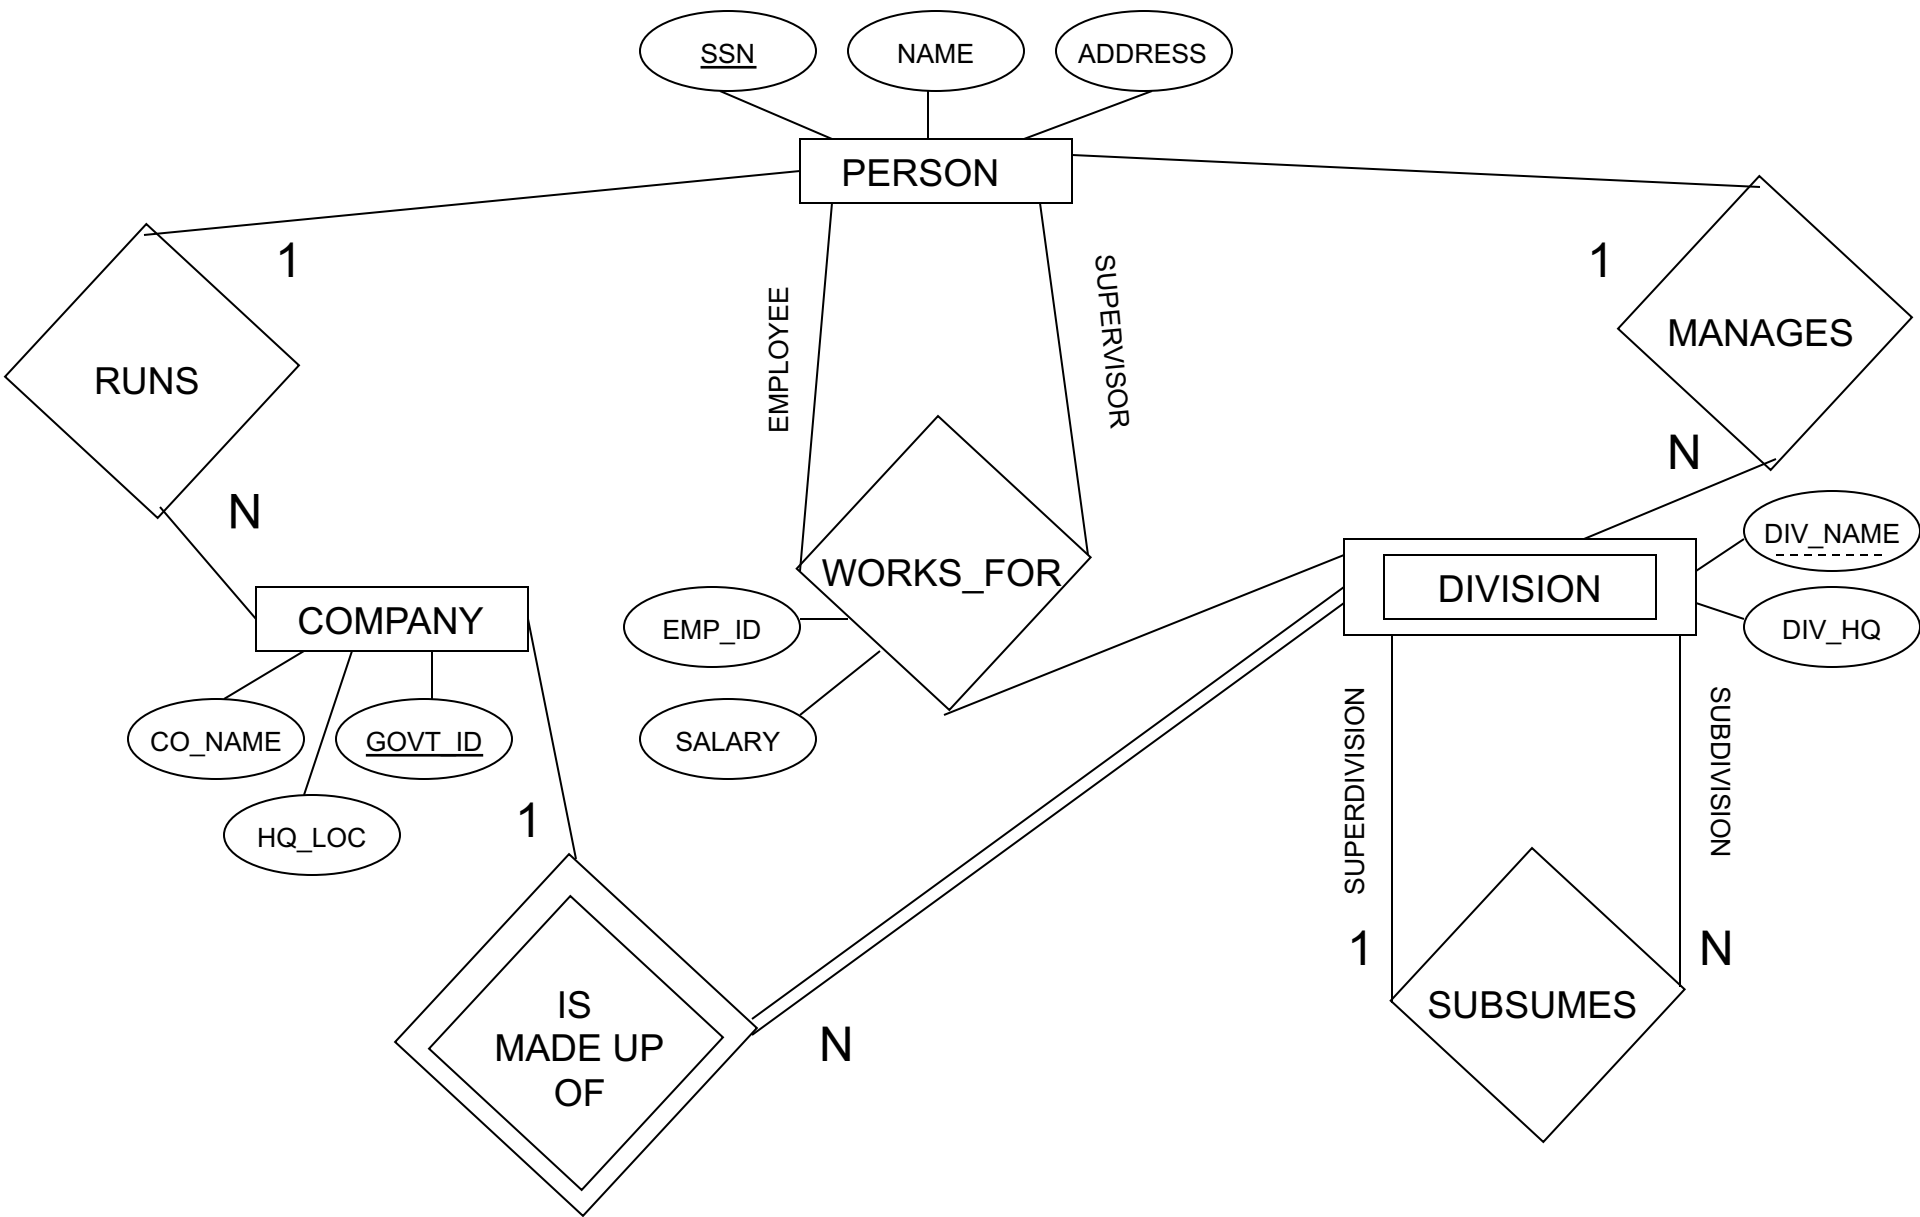 SSN
NAME
ADDRESS
PERSON
1
1
EMPLOYEE
SUPERVISOR
RUNS
MANAGES
N
N
WORKS_FOR
DIV_NAME
DIVISION
COMPANY
EMP_ID
DIV_HQ
CO_NAME
GOVT_ID
SALARY
HQ_LOC
1
SUPERDIVISION
SUBDIVISION
1
N
IS
MADE UP
OF
N
SUBSUMES